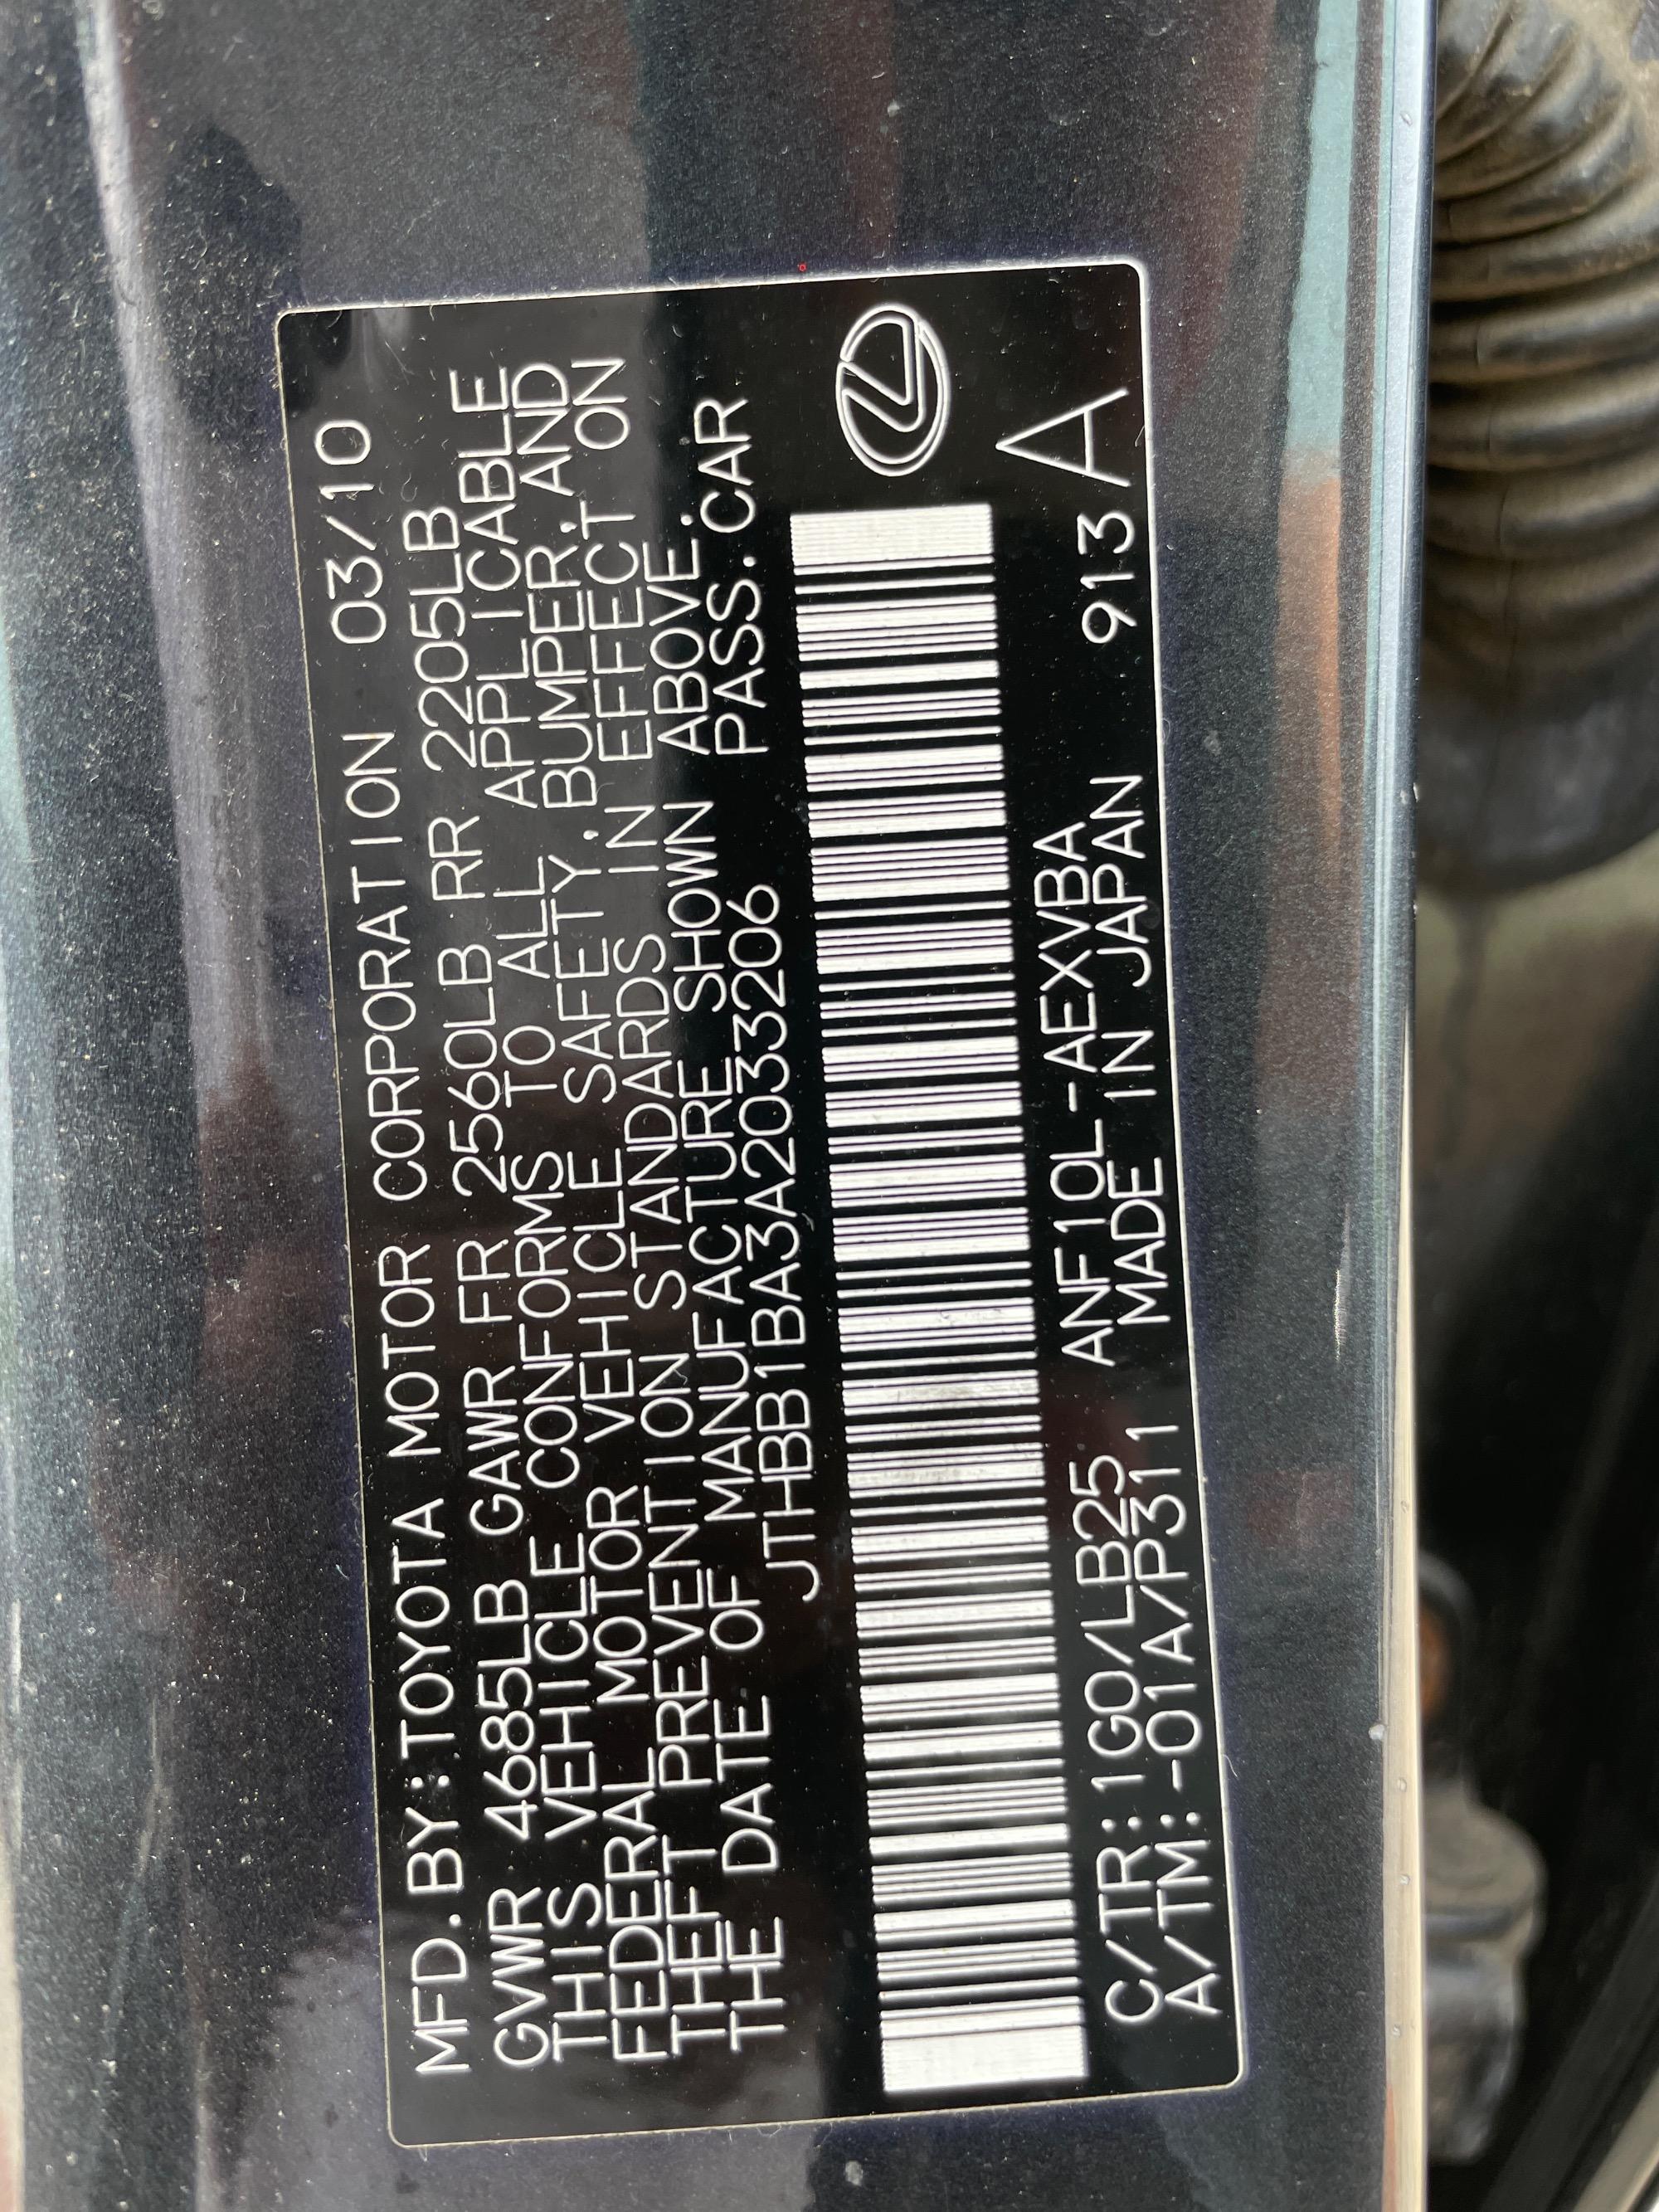 MFD.BY:TOYOTA MOTOR CORPORATION 03/10
GVWR 4685LB GAWR FR 2560LB RR 2205LB
THIS VEHICLE CONFORMS TO ALL APPLICABLE
FEDERAL MOTOR VEHICLE SAFETY, BUMPER, AND
THEFT PREVENTION STANDARDS IN EFFECT ON
THE DATE OF MANUFACTURE SHOWN ABOVE.
JTHBB1BA3A2033206 PASS.CAR
C/TR:1G0/LB25 ANF10L-AEXVBA 913A
A/TM:-01A/P311 MADE IN JAPAN